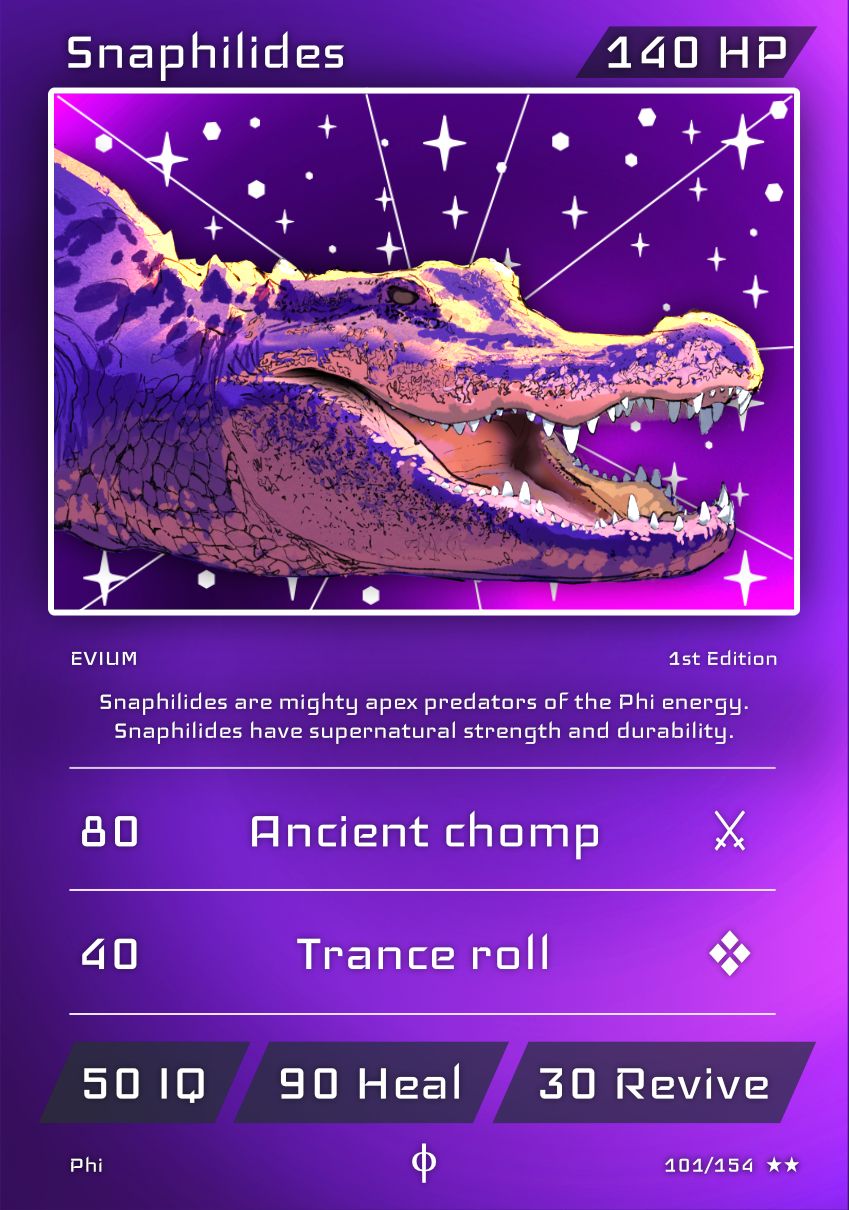 Snaphilides
140 HP
EVIUM
1st Edition
Snaphilides are mighty apex predators of the Phi energy.
Snaphilides have supernatural strength and durability.
80 Ancient chomp
40 Trance roll
50 IQ
90 Heal
30 Revive
Phi
ϕ
101/154 ★★